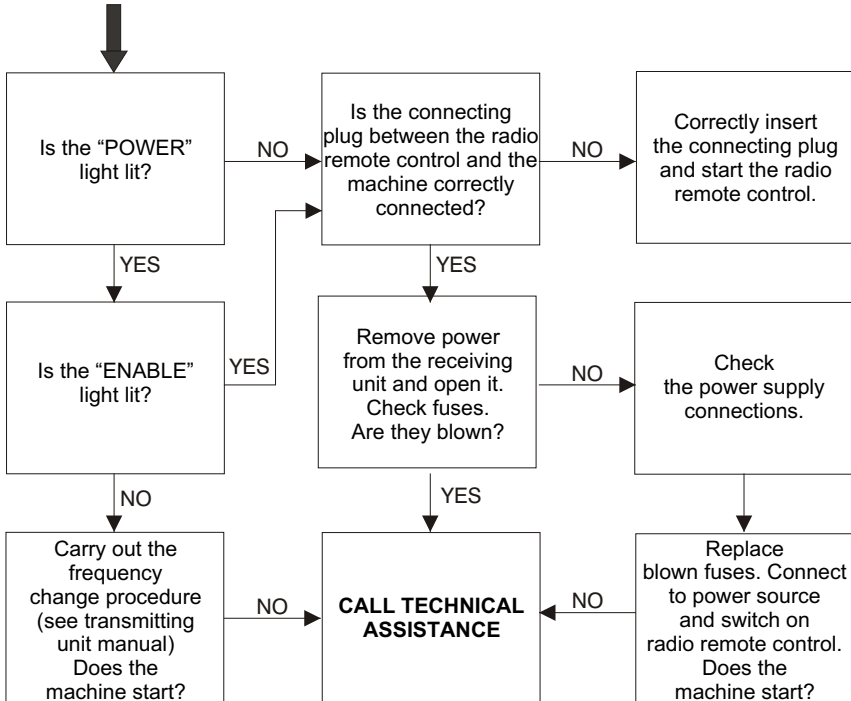 Is the “POWER”
light lit?
NO
Is the connecting
plug between the radio
remote control and the
machine correctly
connected?
NO
Correctly insert
the connecting plug
and start the radio
remote control.
YES
YES
Is the “ENABLE”
light lit?
YES
Remove power
from the receiving
unit and open it.
Check fuses.
Are they blown?
NO
Check
the power supply
connections.
NO
YES
Carry out the
frequency
change procedure
(see transmitting
unit manual)
Does the
machine start?
NO
CALL TECHNICAL
ASSISTANCE
NO
Replace
blown fuses. Connect
to power source
and switch on
radio remote control.
Does the
machine start?